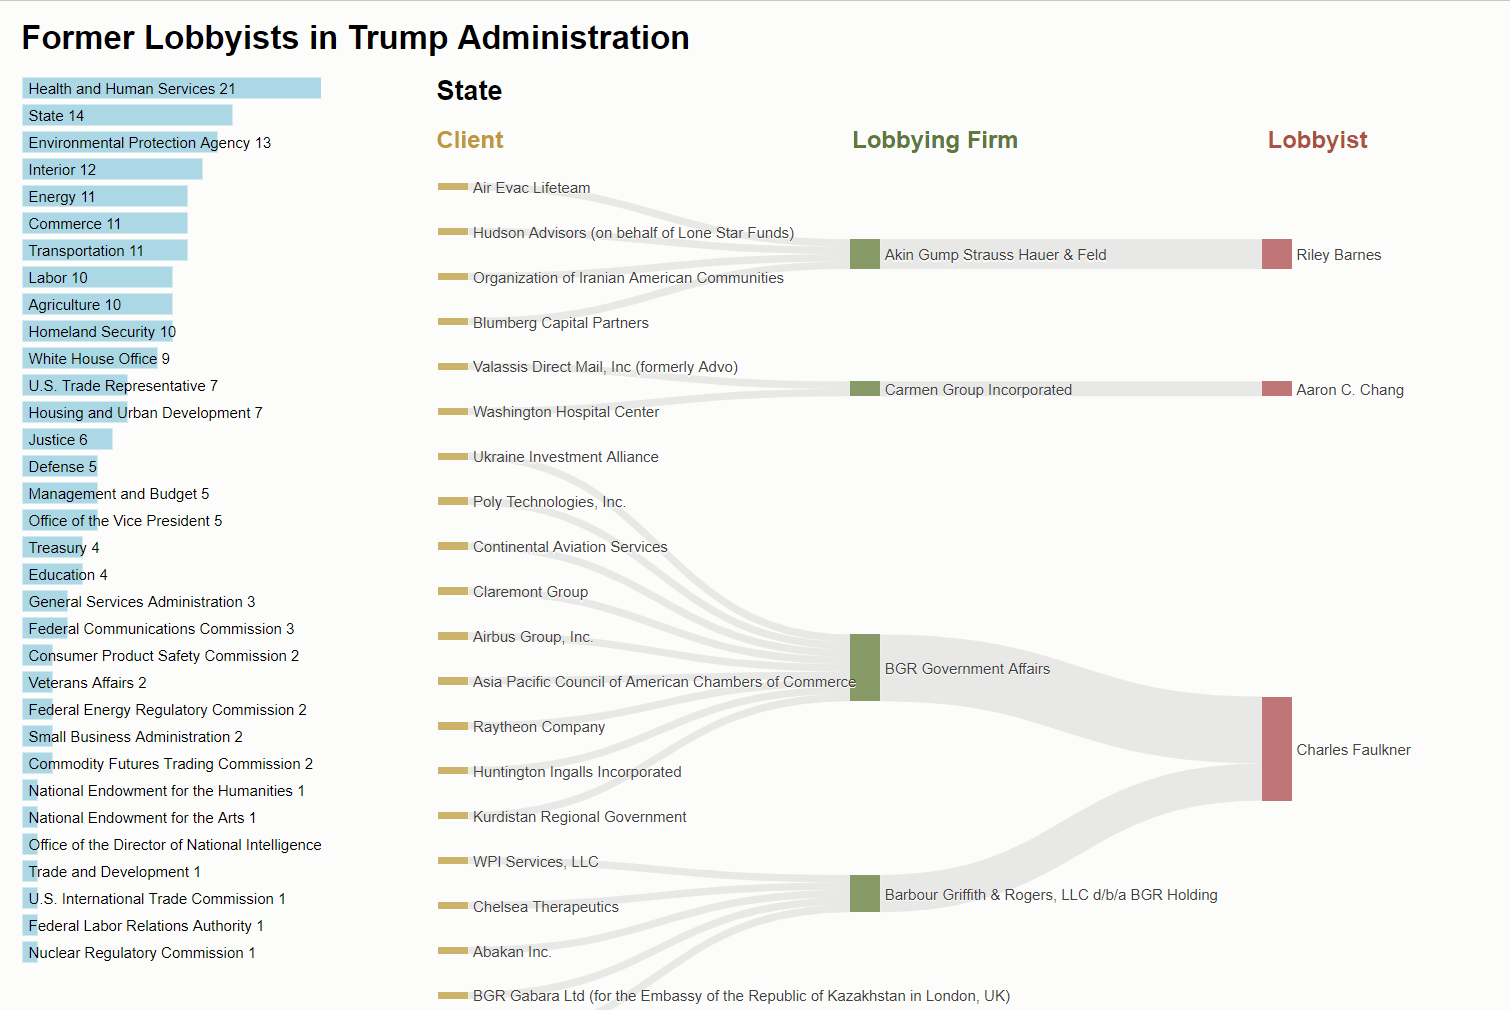 Former Lobbyists in Trump Administration
Health and Human Services 21
State 14
Environmental Protection Agency 13
Interior 12
Energy 11
Commerce 11
Transportation 11
Labor 10
Agriculture 10
Homeland Security 10
White House Office 9
U.S. Trade Representative 7
Housing and Urban Development 7
Justice 6
Defense 5
Management and Budget 5
Office of the Vice President 5
Treasury 4
Education 4
General Services Administration 3
Federal Communications Commission 3
Consumer Product Safety Commission 2
Veterans Affairs 2
Federal Energy Regulatory Commission 2
Small Business Administration 2
Commodity Futures Trading Commission 2
National Endowment for the Humanities 1
National Endowment for the Arts 1
Office of the Director of National Intelligence
Trade and Development 1
U.S. International Trade Commission 1
Federal Labor Relations Authority 1
Nuclear Regulatory Commission 1
State
Client
Lobbying Firm
Lobbyist
Air Evac Lifeteam
Hudson Advisors (on behalf of Lone Star Funds)
Organization of Iranian American Communities
Blumberg Capital Partners
Valassis Direct Mail, Inc (formerly Advo)
Washington Hospital Center
Ukraine Investment Alliance
Poly Technologies, Inc.
Continental Aviation Services
Claremont Group
Airbus Group, Inc.
Asia Pacific Council of American Chambers of Commerce
Raytheon Company
Huntington Ingalls Incorporated
Kurdistan Regional Government
WPI Services, LLC
Chelsea Therapeutics
Abakan Inc.
BGR Gabara Ltd (for the Embassy of the Republic of Kazakhstan in London, UK)
Akin Gump Strauss Hauer & Feld
Carmen Group Incorporated
BGR Government Affairs
Barbour Griffith & Rogers, LLC d/b/a BGR Holding
Riley Barnes
Aaron C. Chang
Charles Faulkner